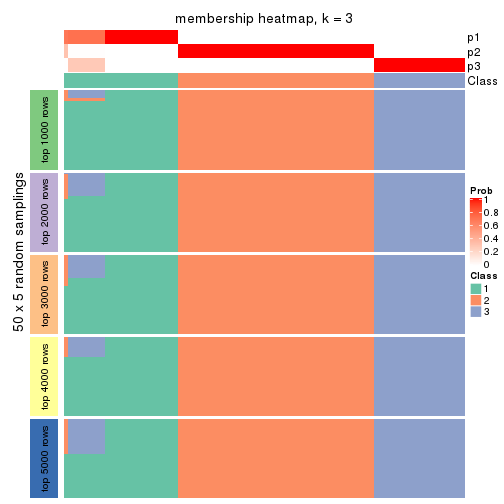 membership heatmap, k = 3
p1
p2
p3
Class
50 x 5 random samplings
top 1000 rows
top 2000 rows
top 3000 rows
top 4000 rows
top 5000 rows
Prob
1
0.8
0.6
0.4
0.2
0
Class
1
2
3